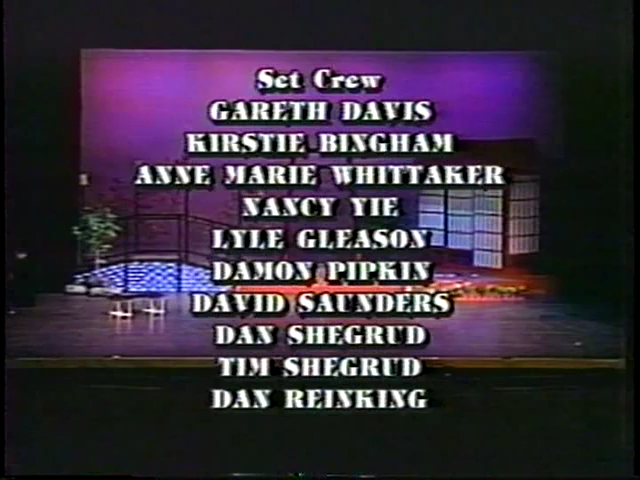 Set Crew
GARETH DAVIS
KIRSTIE BINGHAM
ANNE MARIE WHITTAKER
NANCY YIE
LYLE GLEASON
DAMON PIPKIN
DAVID SAUNDERS
DAN SHEGRUD
TIM SHEGRUD
DAN REINKING